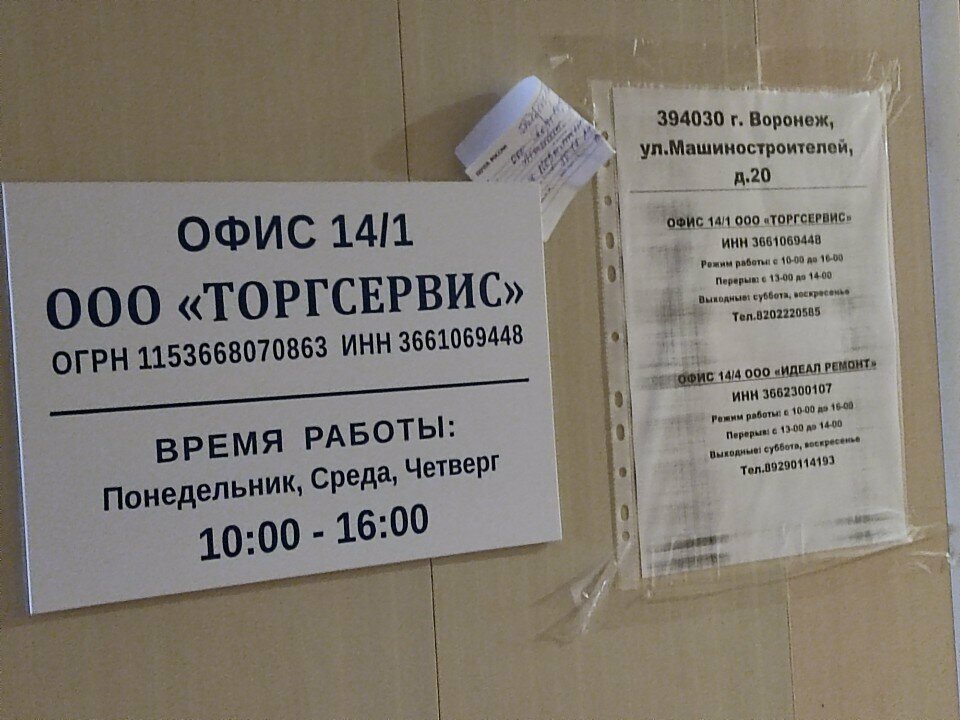 ОФИС 14/1
ООО «ТОРГСЕРВИС»
ОГРН 1153668070863 ИНН 3661069448
ВРЕМЯ РАБОТЫ:
Понедельник, Среда, Четверг
10:00 - 16:00
394030 г. Воронеж,
ул.Машиностроителей,
д.20
ОФИС 14/1 ООО «ТОРГСЕРВИС»
ИНН 3661069448
Режим работы: с 10-00 до 16-00
Перерыв: с 13-00 до 14-00
Выходные: суббота, воскресенье
Тел.8202220585
ОФИС 14/4 ООО «ИДЕАЛ РЕМОНТ»
ИНН 3662300107
Режим работы: с 10-00 до 16-00
Перерыв: с 13-00 до 14-00
Выходные: суббота, воскресенье
Тел.89290114193